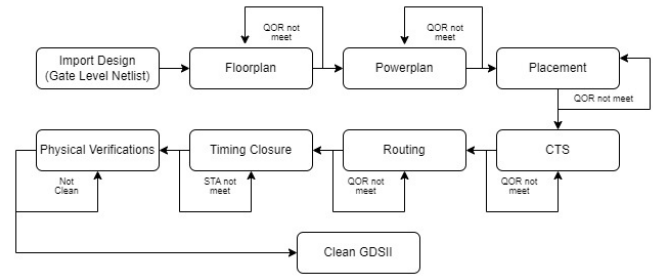 QOR not
meet
QOR not
meet
Import Design
(Gate Level Netlist)
Floorplan
Powerplan
Placement
QOR not meet
Physical Verifications
Timing Closure
Routing
CTS
Not
Clean
STA not
meet
QOR not
meet
QOR not
meet
Clean GDSII